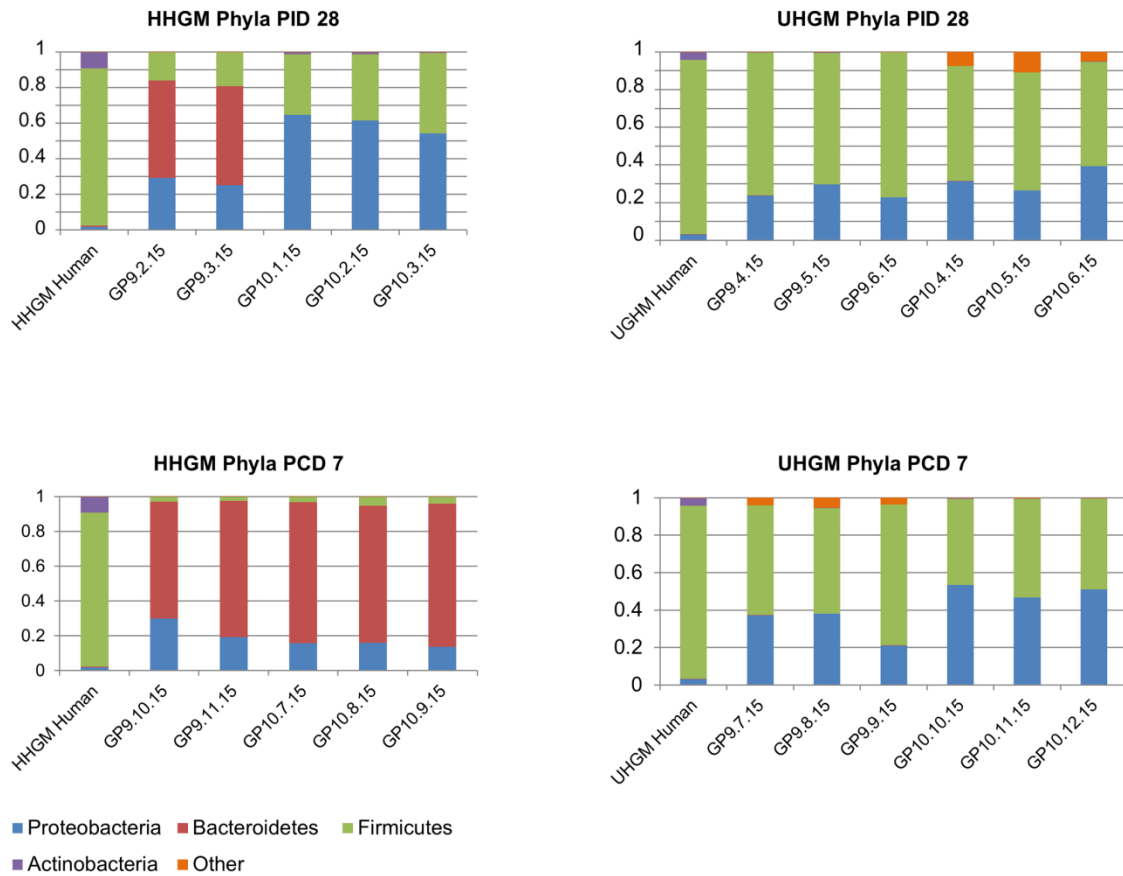 HHGM Phyla PID 28
1
0.8
0.6
0.4
0.2
0
HHGM Human
GP9.2.15
GP9.3.15
GP10.1.15
GP10.2.15
GP10.3.15
UHGM Phyla PID 28
1
0.8
0.6
0.4
0.2
0
UGHM Human
GP9.4.15
GP9.5.15
GP9.6.15
GP10.4.15
GP10.5.15
GP10.6.15
HHGM Phyla PCD 7
1
0.8
0.6
0.4
0.2
0
HHGM Human
GP9.10.15
GP9.11.15
GP10.7.15
GP10.8.15
GP10.9.15
UHGM Phyla PCD 7
1
0.8
0.6
0.4
0.2
0
UHGM Human
GP9.7.15
GP9.8.15
GP9.9.15
GP10.10.15
GP10.11.15
GP10.12.15
Proteobacteria Bacteroidetes Firmicutes
Actinobacteria Other